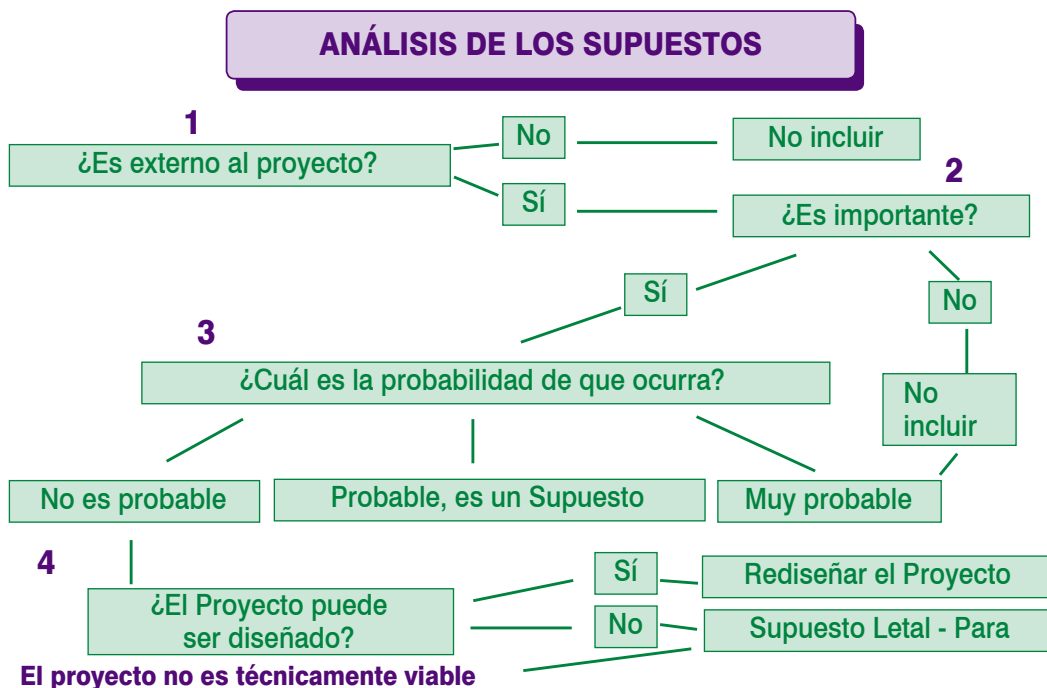 ANÁLISIS DE LOS SUPUESTOS
1
¿Es externo al proyecto?
No
No incluir
Sí
2
¿Es importante?
Sí
No
3
¿Cuál es la probabilidad de que ocurra?
No
incluir
No es probable
Probable, es un Supuesto
Muy probable
4
¿El Proyecto puede
ser diseñado?
Sí
Rediseñar el Proyecto
No
Supuesto Letal - Para
El proyecto no es técnicamente viable